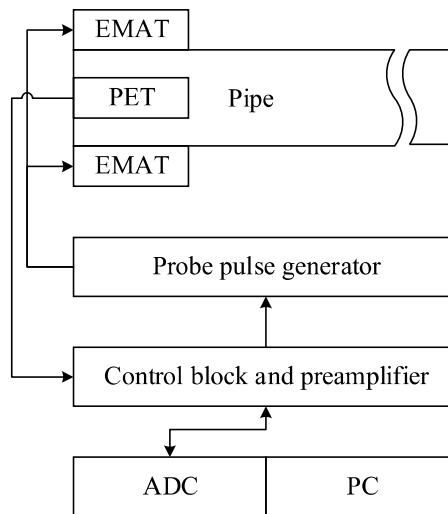 EMAT
PET
Pipe
EMAT
Probe pulse generator
Control block and preamplifier
ADC
PC